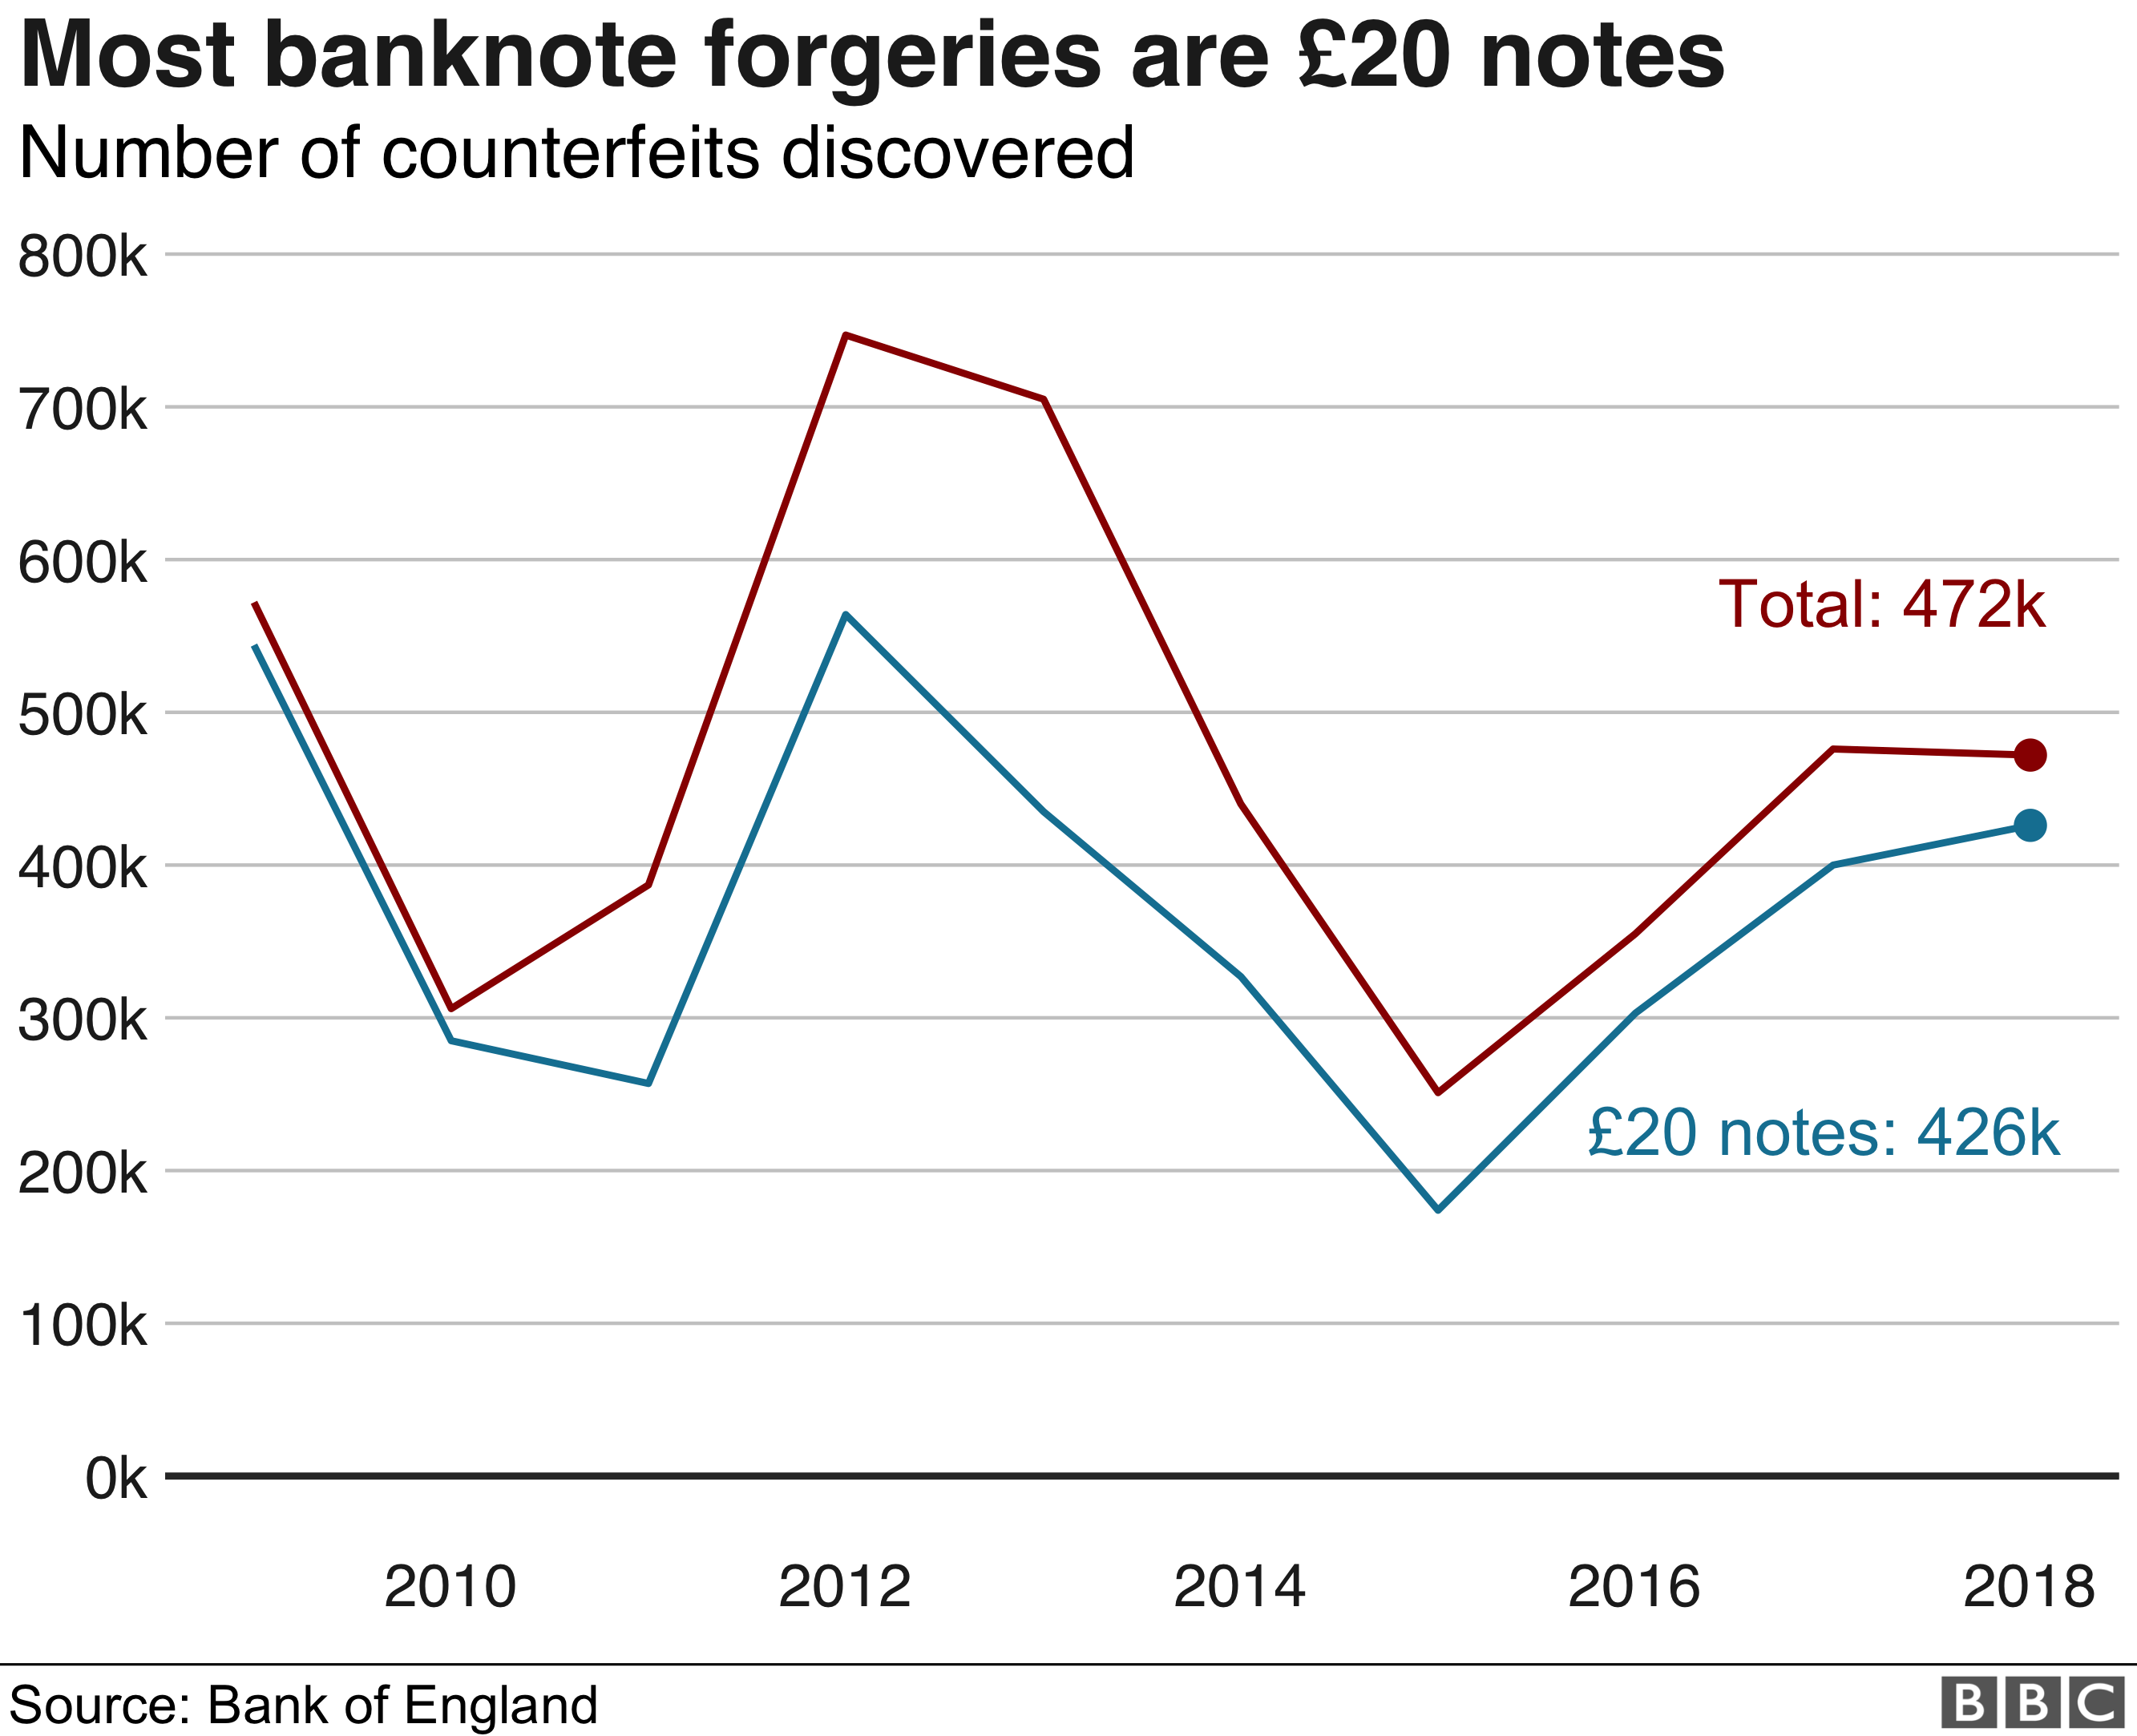 Most banknote forgeries are £20 notes
Number of counterfeits discovered
800k
700k
600k
Total: 472k
500k
400k
300k
£20 notes: 426k
200k
100k
0k
2010 2012 2014 2016 2018
Source: Bank of England
BBC